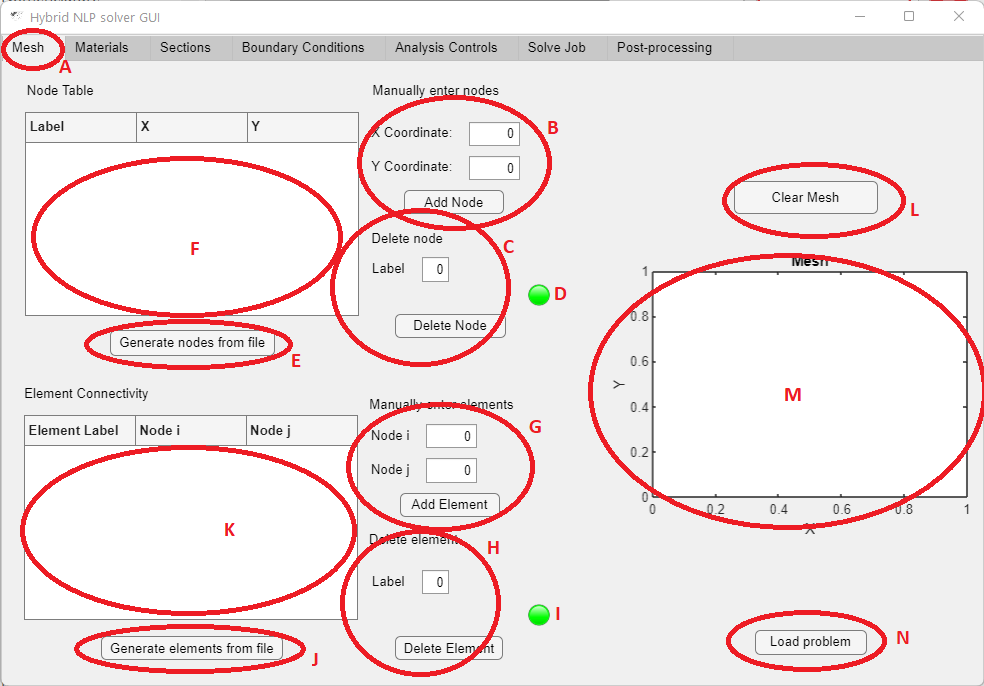 Hybrid NLP solver GUI
Mesh Materials Sections Boundary Conditions Analysis Controls Solve Job Post-processing
A
Node Table
Label X Y
F
Generate nodes from file
E
Manually enter nodes
X Coordinate: 0
Y Coordinate: 0
Add Node
B
Delete node
Label 0
Delete Node
C
D
Element Connectivity
Element Label Node i Node j
K
Generate elements from file
J
Manually enter elements
Node i 0
Node j 0
Add Element
G
Delete element
Label 0
Delete Element
H
I
Clear Mesh
L
Mesh
1
0.8
0.6
0.4
0.2
0
Y
M
0 0.2 0.4 0.6 0.8 1
X
Load problem
N